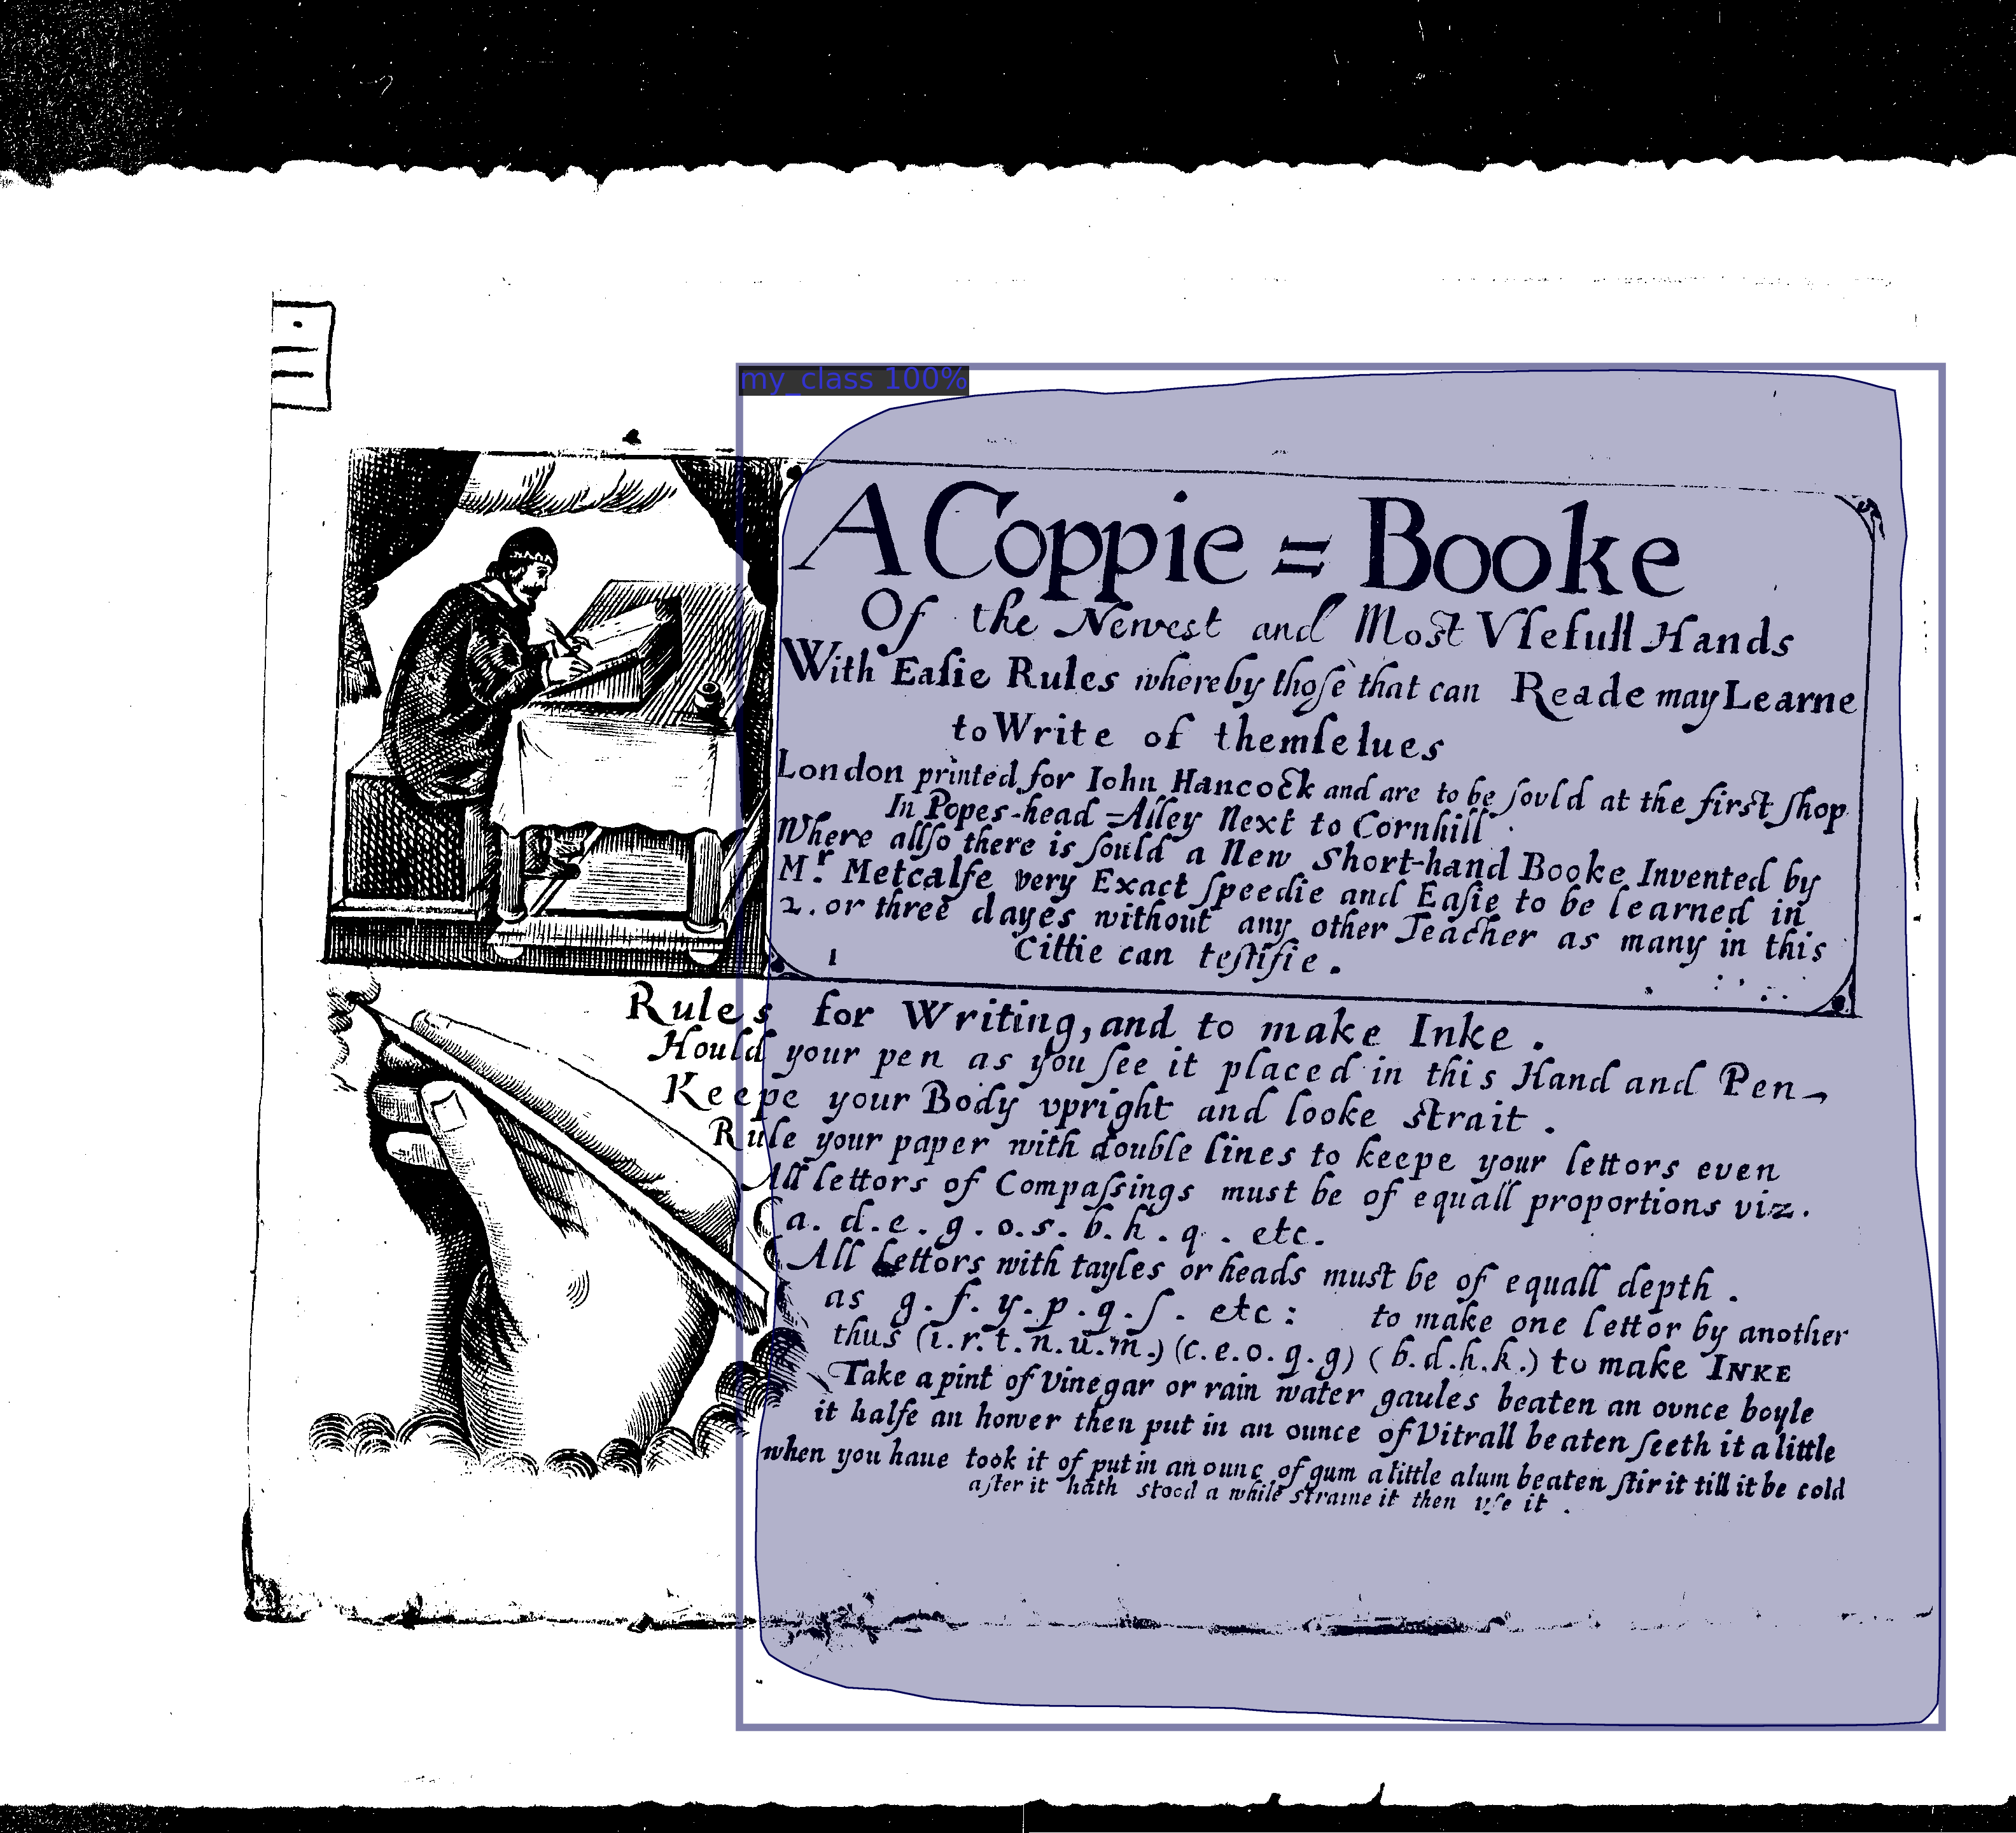 my_class 100%
A Coppie = Booke
Of the Newest and Most Vsefull Hands
With Easie Rules whereby those that can Reade may Learne
to Write of themselues
London printed for Iohn Hancock and are to be sould at the first shop
In Popes-head=Alley Next to Cornhill
Where allso there is sould a New Short-hand Booke Invented by
Mr. Metcalfe very Exact speedie and Easie to be learned in
2. or three dayes without any other Teacher as many in this
Cittie can testifie.
1
Rules for Writing, and to make Inke.
Hould your pen as you see it placed in this Hand and Pen
Keepe your Body vpright and looke strait.
Rule your paper with double lines to keepe your lettors even
All lettors of Compassings must be of equall proportions viz.
a. d. e. g. o. s. b. h. q. etc.
All Lettors with tayles or heads must be of equall depth.
as g. f. y. p. q. ſ. etc: to make one lettor by another
thus (i. r. t. n. u. m.) (c. e. o. q. g) (b. d. h. k.) to make INKE
Take a pint of vinegar or rain water gaules beaten an ovnce boyle
it halfe an hower then put in an ounce of Vitrall beaten seeth it a little
when you haue took it of put in an ounc of gum a little alum beaten stir it till it be cold
after it hath stood a while straine it then vse it.